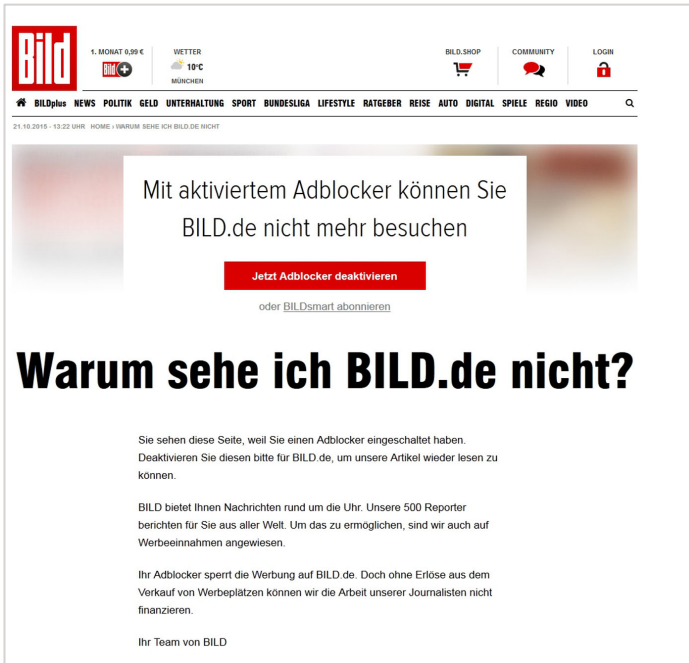 Bild
1. MONAT 0,99 €
Bild +
WETTER
10°C
MÜNCHEN
BILD.SHOP
COMMUNITY
LOGIN
BILDplus NEWS POLITIK GELD UNTERHALTUNG SPORT BUNDESLIGA LIFESTYLE RATGEBER REISE AUTO DIGITAL SPIELE REGIO VIDEO
21.10.2015 - 13:22 UHR HOME › WARUM SEHE ICH BILD.DE NICHT
Mit aktiviertem Adblocker können Sie
BILD.de nicht mehr besuchen
Jetzt Adblocker deaktivieren
oder BILDsmart abonnieren
Warum sehe ich BILD.de nicht?
Sie sehen diese Seite, weil Sie einen Adblocker eingeschaltet haben.
Deaktivieren Sie diesen bitte für BILD.de, um unsere Artikel wieder lesen zu
können.
BILD bietet Ihnen Nachrichten rund um die Uhr. Unsere 500 Reporter
berichten für Sie aus aller Welt. Um das zu ermöglichen, sind wir auch auf
Werbeeinnahmen angewiesen.
Ihr Adblocker sperrt die Werbung auf BILD.de. Doch ohne Erlöse aus dem
Verkauf von Werbeplätzen können wir die Arbeit unserer Journalisten nicht
finanzieren.
Ihr Team von BILD